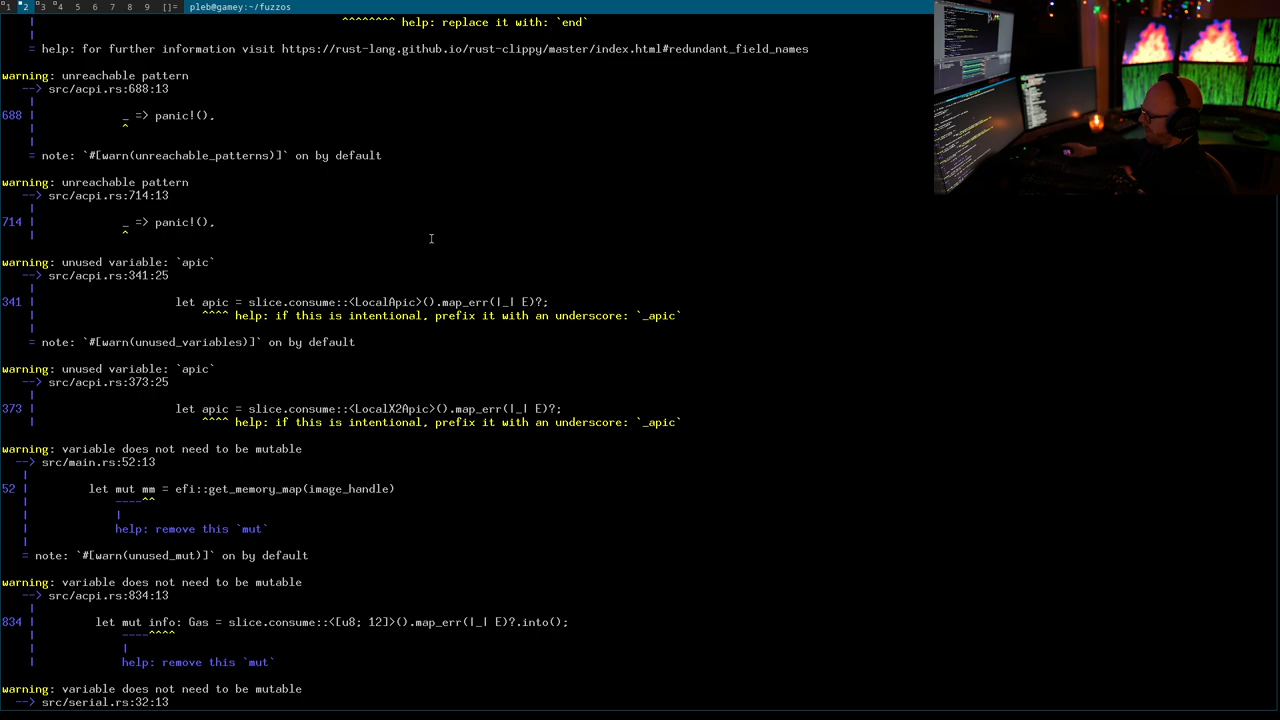 1 2 3 4 5 6 7 8 9 []= pleb@gamey:~/fuzzos
^^^^^^^^ help: replace it with: `end`
|
= help: for further information visit https://rust-lang.github.io/rust-clippy/master/index.html#redundant_field_names
warning: unreachable pattern
--> src/acpi.rs:688:13
|
688 | _ => panic!(),
| ^
|
= note: `#[warn(unreachable_patterns)]` on by default
warning: unreachable pattern
--> src/acpi.rs:714:13
|
714 | _ => panic!(),
| ^
warning: unused variable: `apic`
--> src/acpi.rs:341:25
|
341 | let apic = slice.consume::<LocalApic>().map_err(|_| E)?;
| ^^^^ help: if this is intentional, prefix it with an underscore: `_apic`
|
= note: `#[warn(unused_variables)]` on by default
warning: unused variable: `apic`
--> src/acpi.rs:373:25
|
373 | let apic = slice.consume::<LocalX2Apic>().map_err(|_| E)?;
| ^^^^ help: if this is intentional, prefix it with an underscore: `_apic`
warning: variable does not need to be mutable
--> src/main.rs:52:13
|
52 | let mut mm = efi::get_memory_map(image_handle)
| ----^^
| |
| help: remove this `mut`
|
= note: `#[warn(unused_mut)]` on by default
warning: variable does not need to be mutable
--> src/acpi.rs:834:13
|
834 | let mut info: Gas = slice.consume::<[u8; 12]>().map_err(|_| E)?.into();
| ----^^^^
| |
| help: remove this `mut`
warning: variable does not need to be mutable
--> src/serial.rs:32:13